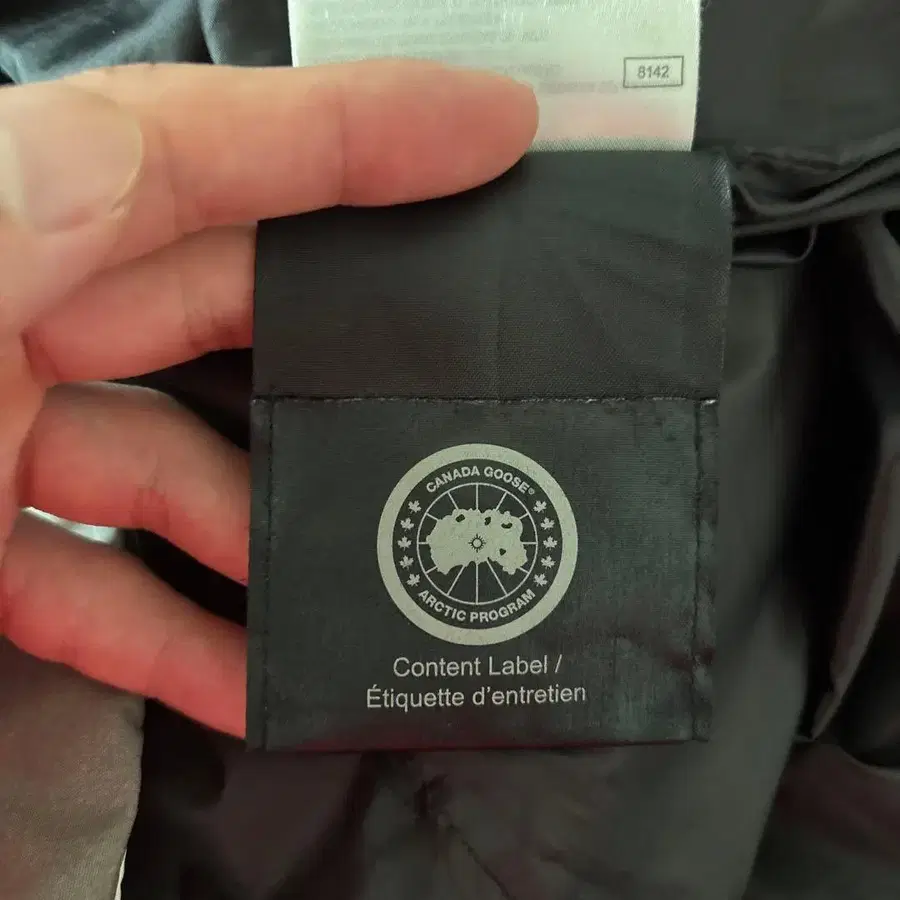 8142
CANADA GOOSE®
ARCTIC PROGRAM
Content Label /
Étiquette d'entretien